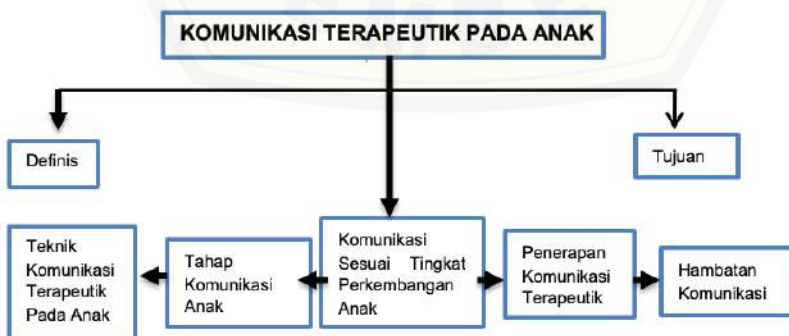 KOMUNIKASI TERAPEUTIK PADA ANAK
Definis
Tujuan
Teknik
Komunikasi
Terapeutik
Pada Anak
Tahap
Komunikasi
Anak
Komunikasi
Sesuai Tingkat
Perkembangan
Anak
Penerapan
Komunikasi
Terapeutik
Hambatan
Komunikasi